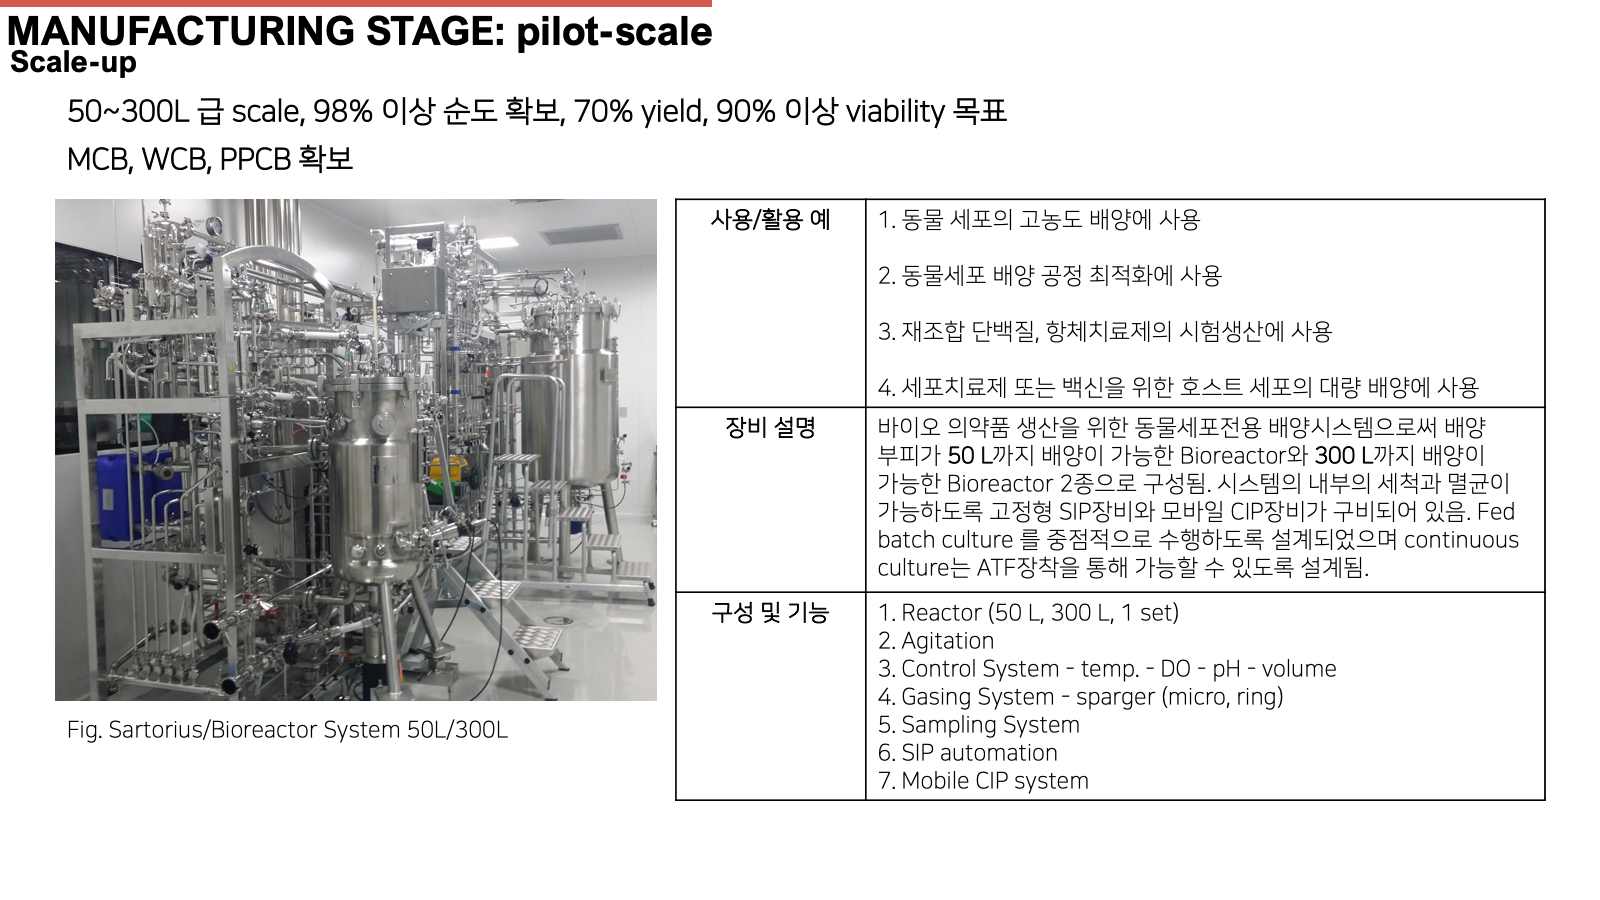 MANUFACTURING STAGE: pilot-scale
Scale-up
50~300L 급 scale, 98% 이상 순도 확보, 70% yield, 90% 이상 viability 목표
MCB, WCB, PPCB 확보
사용/활용 예
1. 동물 세포의 고농도 배양에 사용
2. 동물세포 배양 공정 최적화에 사용
3. 재조합 단백질, 항체치료제의 시험생산에 사용
4. 세포치료제 또는 백신을 위한 호스트 세포의 대량 배양에 사용
장비 설명
바이오 의약품 생산을 위한 동물세포전용 배양시스템으로써 배양
부피가 50 L까지 배양이 가능한 Bioreactor와 300 L까지 배양이
가능한 Bioreactor 2종으로 구성됨. 시스템의 내부의 세척과 멸균이
가능하도록 고정형 SIP장비와 모바일 CIP장비가 구비되어 있음. Fed
batch culture 를 중점적으로 수행하도록 설계되었으며 continuous
culture는 ATF장착을 통해 가능할 수 있도록 설계됨.
구성 및 기능
1. Reactor (50 L, 300 L, 1 set)
2. Agitation
3. Control System - temp. - DO - pH - volume
4. Gasing System - sparger (micro, ring)
5. Sampling System
6. SIP automation
7. Mobile CIP system
Fig. Sartorius/Bioreactor System 50L/300L